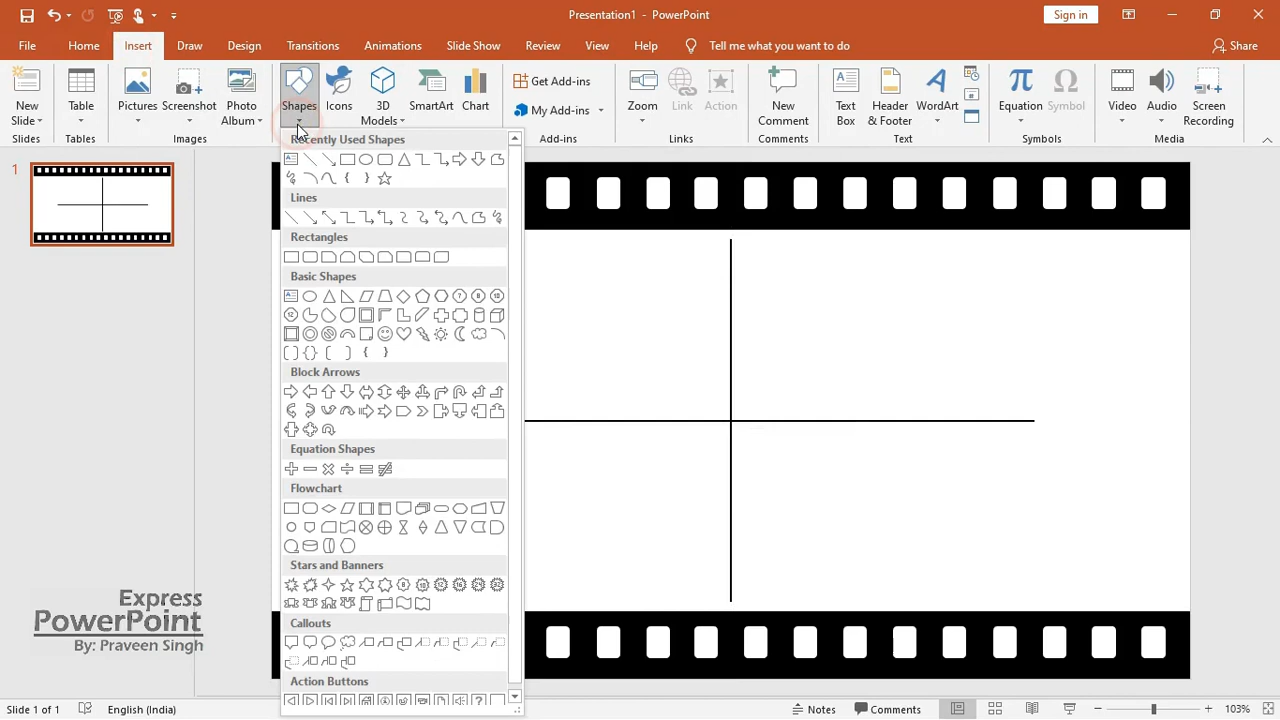 Presentation1 - PowerPoint
Sign in
File Home Insert Draw Design Transitions Animations Slide Show Review View Help Tell me what you want to do Share
New Slide
Table
Pictures
Screenshot
Photo Album
Shapes
Icons
3D Models
SmartArt
Chart
Get Add-ins
My Add-ins
Zoom
Link
Action
New Comment
Text Box
Header & Footer
WordArt
Equation
Symbol
Video
Audio
Screen Recording
Slides Tables Images Add-ins Links Comments Text Symbols Media
1
Recently Used Shapes
Lines
Rectangles
Basic Shapes
Block Arrows
Equation Shapes
Flowchart
Stars and Banners
Callouts
Action Buttons
Express
PowerPoint
By: Praveen Singh
Slide 1 of 1 English (India) Notes Comments 103%